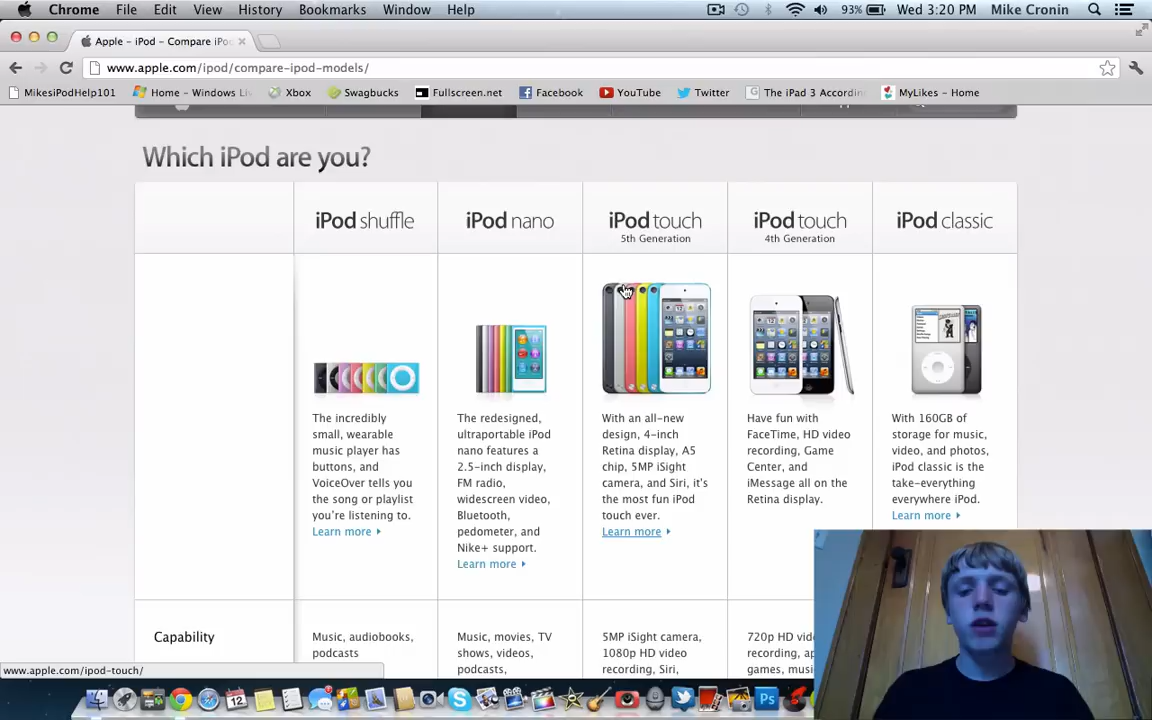 Chrome File Edit View History Bookmarks Window Help 93% Wed 3:20 PM Mike Cronin
Apple – iPod – Compare iPo
www.apple.com/ipod/compare-ipod-models/
MikesiPodHelp101 Home – Windows Li Xbox Swagbucks Fullscreen.net Facebook YouTube Twitter The iPad 3 Accordin MyLikes – Home
Which iPod are you?
iPod shuffle
iPod nano
iPod touch
5th Generation
iPod touch
4th Generation
iPod classic
The incredibly
small, wearable
music player has
buttons, and
VoiceOver tells you
the song or playlist
you're listening to.
Learn more
The redesigned,
ultraportable iPod
nano features a
2.5-inch display,
FM radio,
widescreen video,
Bluetooth,
pedometer, and
Nike+ support.
Learn more
With an all-new
design, 4-inch
Retina display, A5
chip, 5MP iSight
camera, and Siri, it's
the most fun iPod
touch ever.
Learn more
Have fun with
FaceTime, HD video
recording, Game
Center, and
iMessage all on the
Retina display.
With 160GB of
storage for music,
video, and photos,
iPod classic is the
take-everything
everywhere iPod.
Learn more
Capability
Music, audiobooks,
podcasts
Music, movies, TV
shows, videos,
podcasts,
5MP iSight camera,
1080p HD video
recording, Siri,
720p HD vid
recording, ap
games, mus
www.apple.com/ipod-touch/
12
Ps